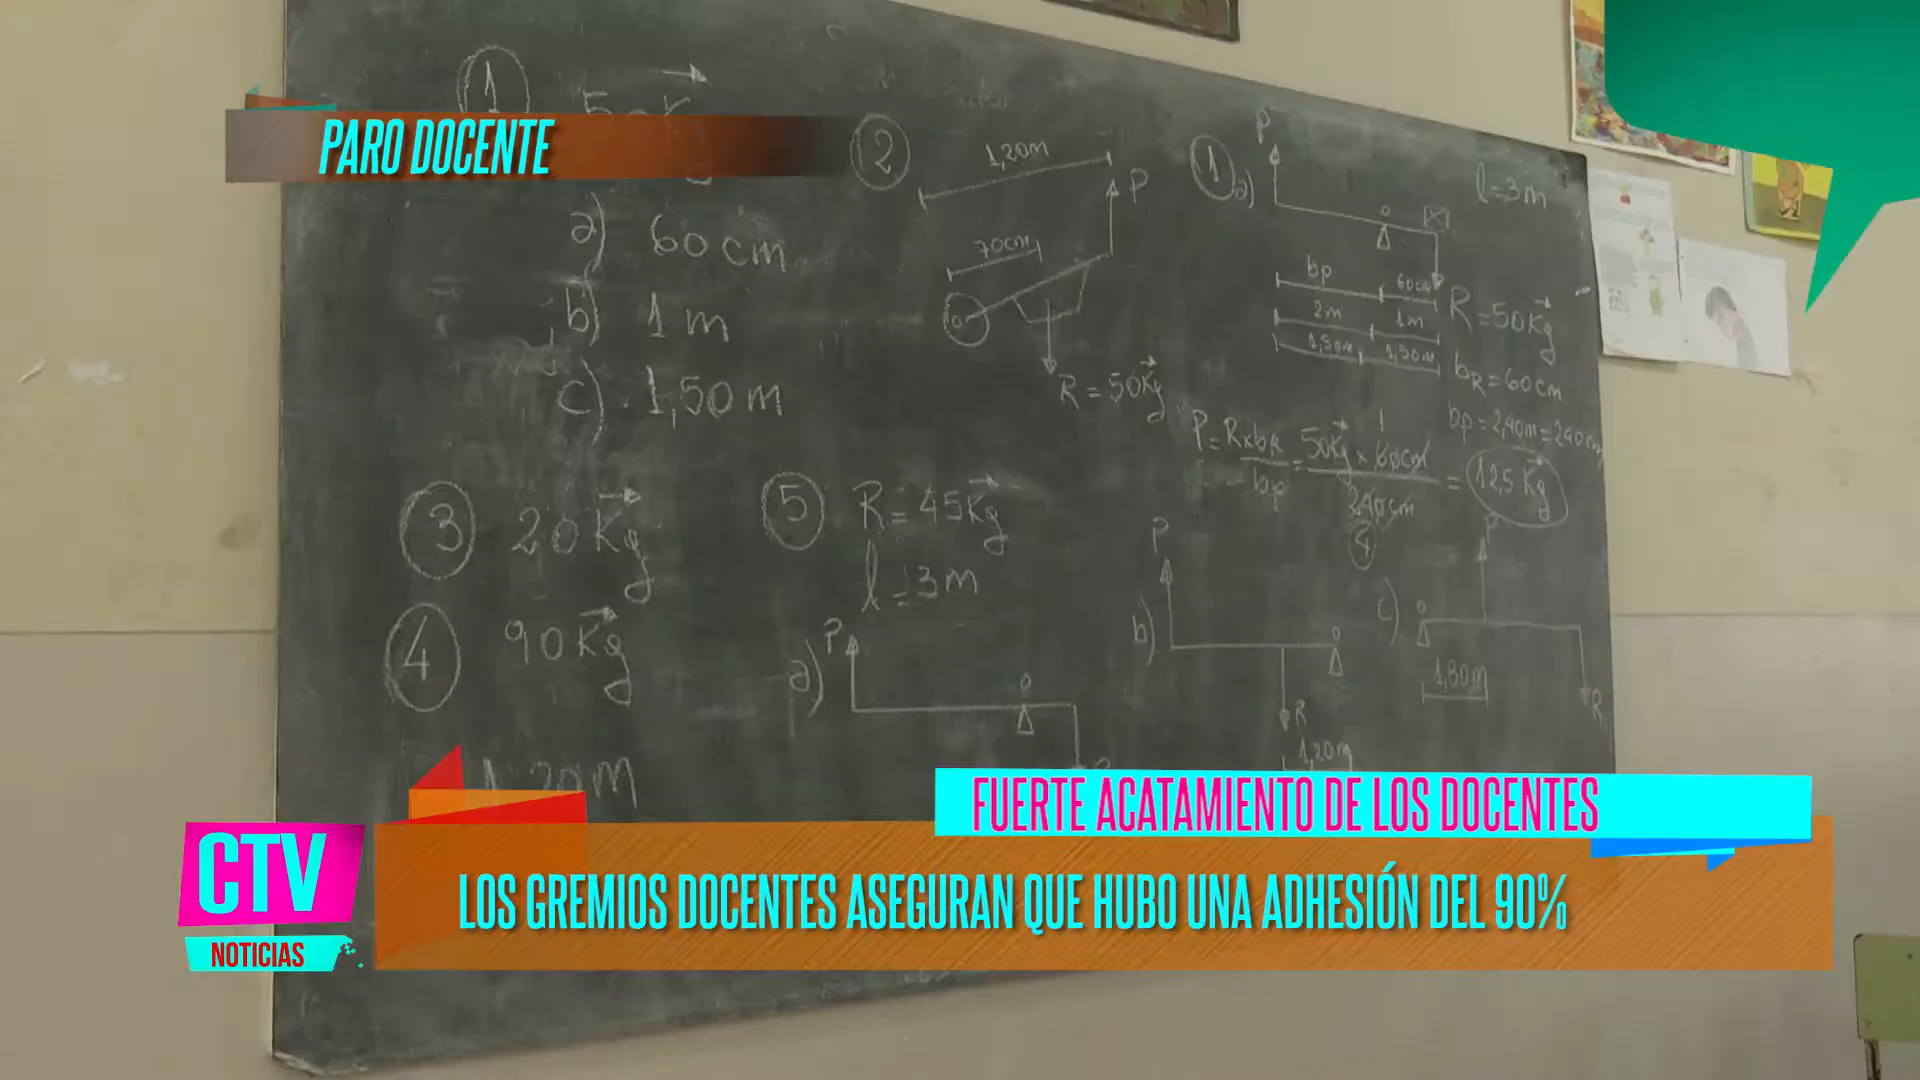 PARO DOCENTE
1
a) 60 cm
b) 1 m
c) 1,50 m
2
1,20m
P
70cm
o
R = 50Kg
1
a)
P
o
l=3m
bp 60cm
2m 1m
1,50m 1,50m
R=50Kg
bR=60cm
bp=2,40m=240cm
P=RxbR/bp = 50Kg x 60cm/240cm = 12,5 Kg
1
3 20Kg
4 90Kg
1,20m
5 R=45Kg
l=3m
a) P o
4
b) P o
R
1,20m
c) o P
1,80m
R
FUERTE ACATAMIENTO DE LOS DOCENTES
CTV
NOTICIAS
LOS GREMIOS DOCENTES ASEGURAN QUE HUBO UNA ADHESIÓN DEL 90%